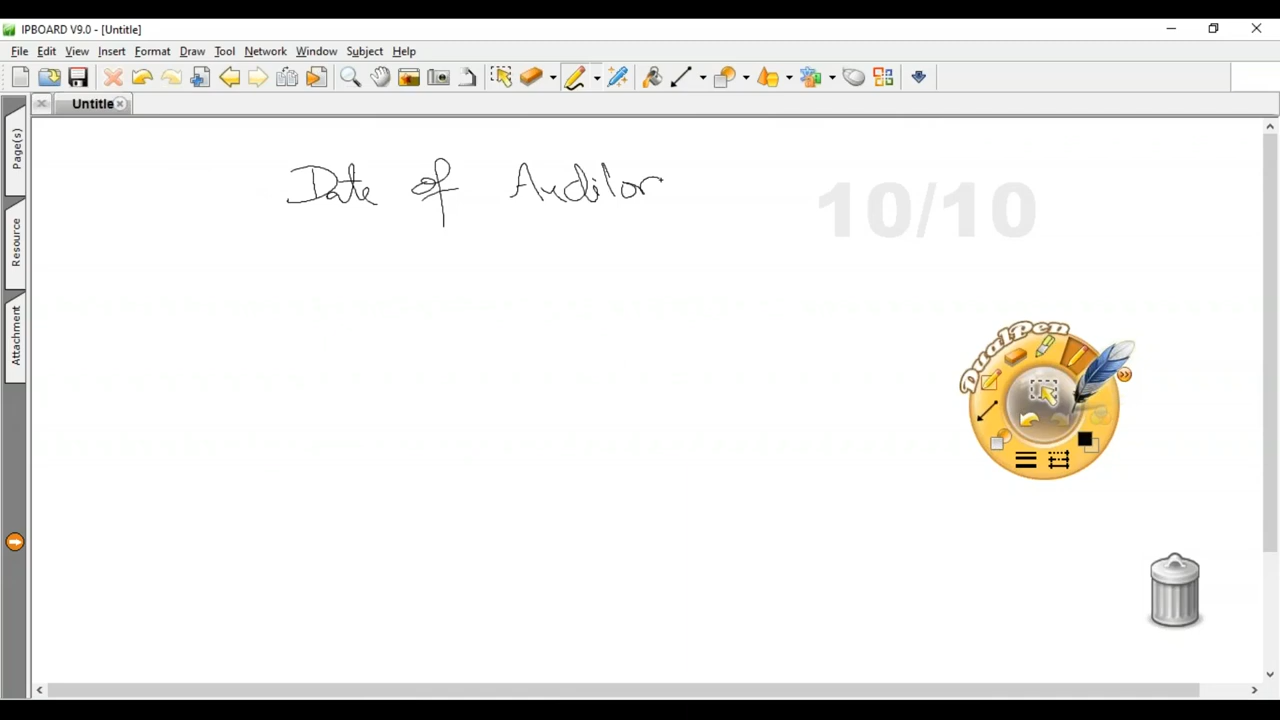 IPBOARD V9.0 - [Untitle]
File Edit View Insert Format Draw Tool Network Window Subject Help
Untitle
Page(s)
Resource
Attachment
Date of Auditor
10/10
DualPen